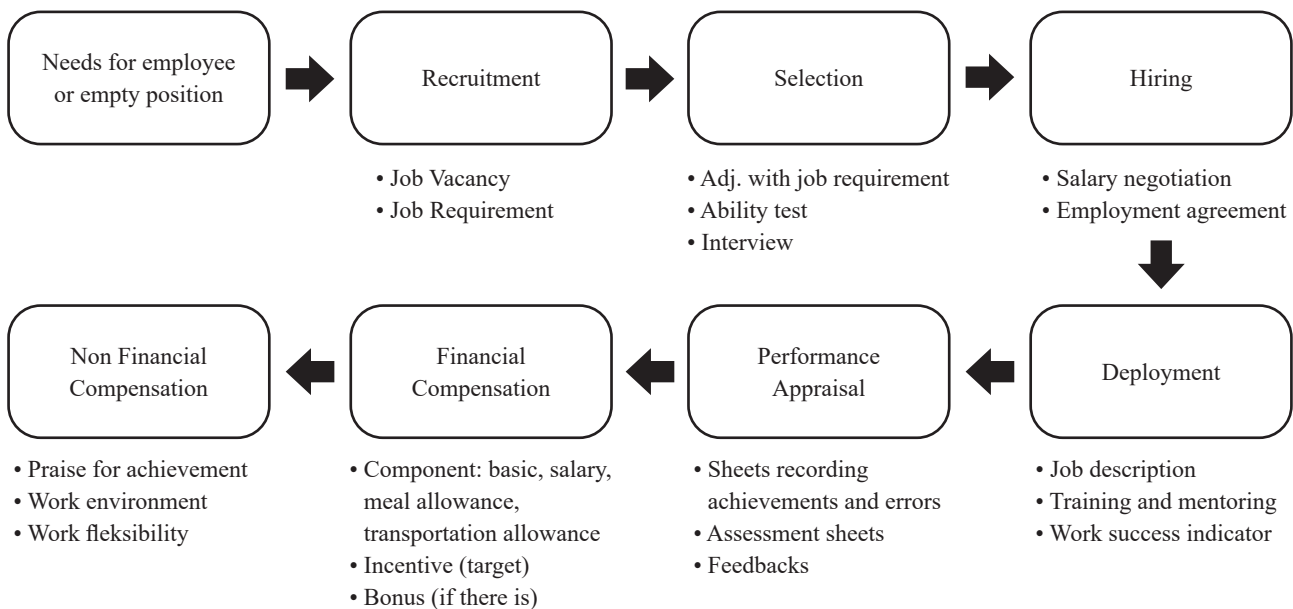 Needs for employee
or empty position
Recruitment
• Job Vacancy
• Job Requirement
Selection
• Adj. with job requirement
• Ability test
• Interview
Hiring
• Salary negotiation
• Employment agreement
Deployment
• Job description
• Training and mentoring
• Work success indicator
Performance
Appraisal
• Sheets recording
achievements and errors
• Assessment sheets
• Feedbacks
Financial
Compensation
• Component: basic, salary,
meal allowance,
transportation allowance
• Incentive (target)
• Bonus (if there is)
Non Financial
Compensation
• Praise for achievement
• Work environment
• Work fleksibility